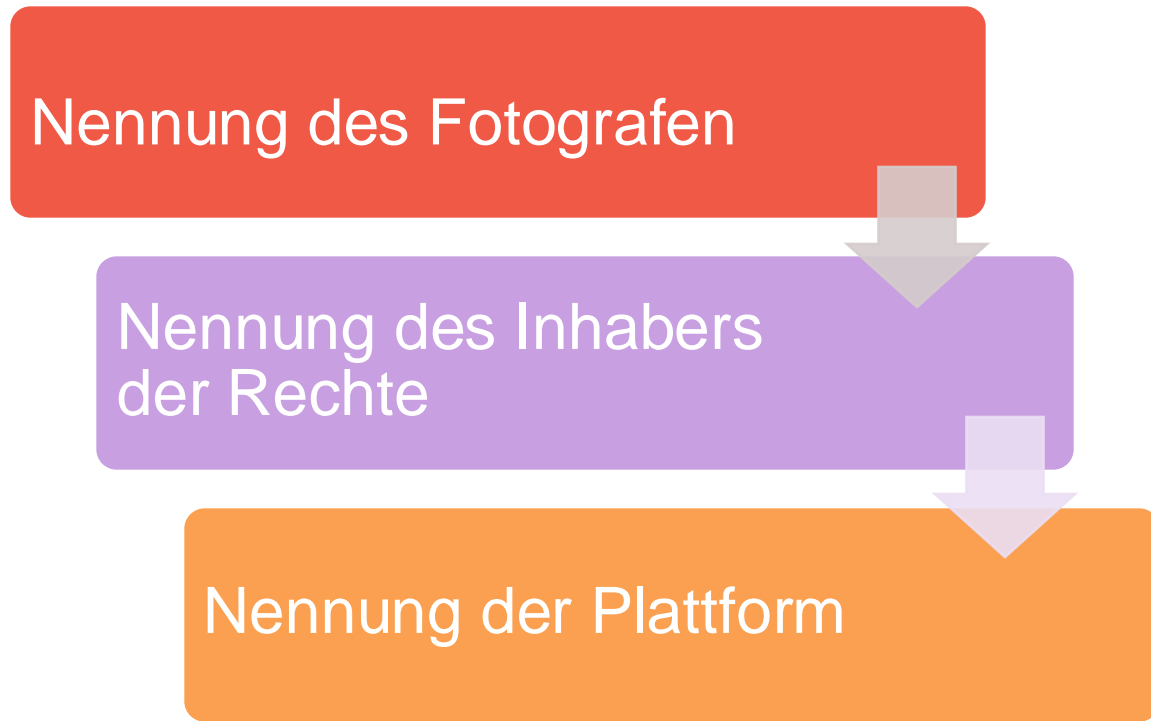 Nennung des Fotografen
Nennung des Inhabers
der Rechte
Nennung der Plattform